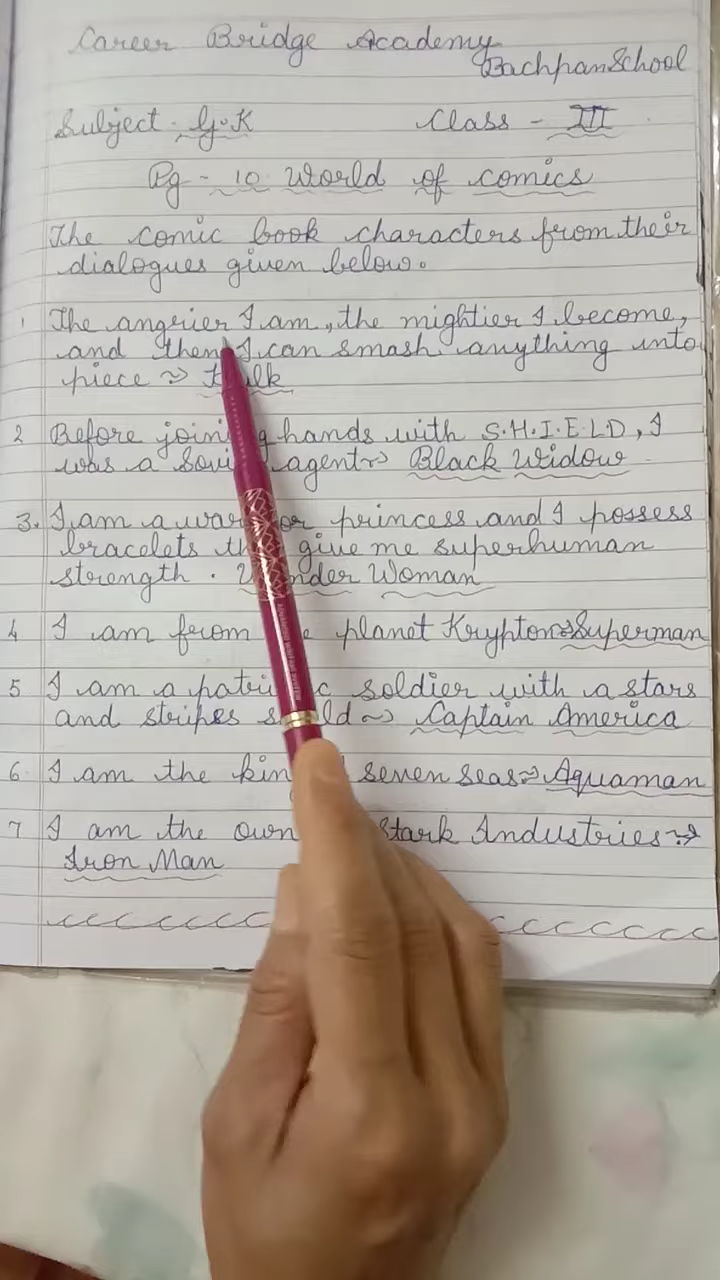 Career Bridge Academy
Bachpan School
Subject - G.K Class - III
Pg - 10 World of comics
The comic book characters from their
dialogues given below.
1 The angrier I am, the mightier I become,
and then I can smash anything into
piece ⇒ Hulk
2 Before joining hands with S.H.I.E.L.D, I
was a Soviet agent ⇒ Black Widow
3. I am a warrior princess and I possess
bracelets that give me superhuman
strength. Wonder Woman
4 I am from the planet Krypton ⇒ Superman
5 I am a patriotic soldier with a stars
and stripes shield ⇒ Captain America
6. I am the king of seven seas ⇒ Aquaman
7 I am the owner Stark Industries ⇒
Iron Man